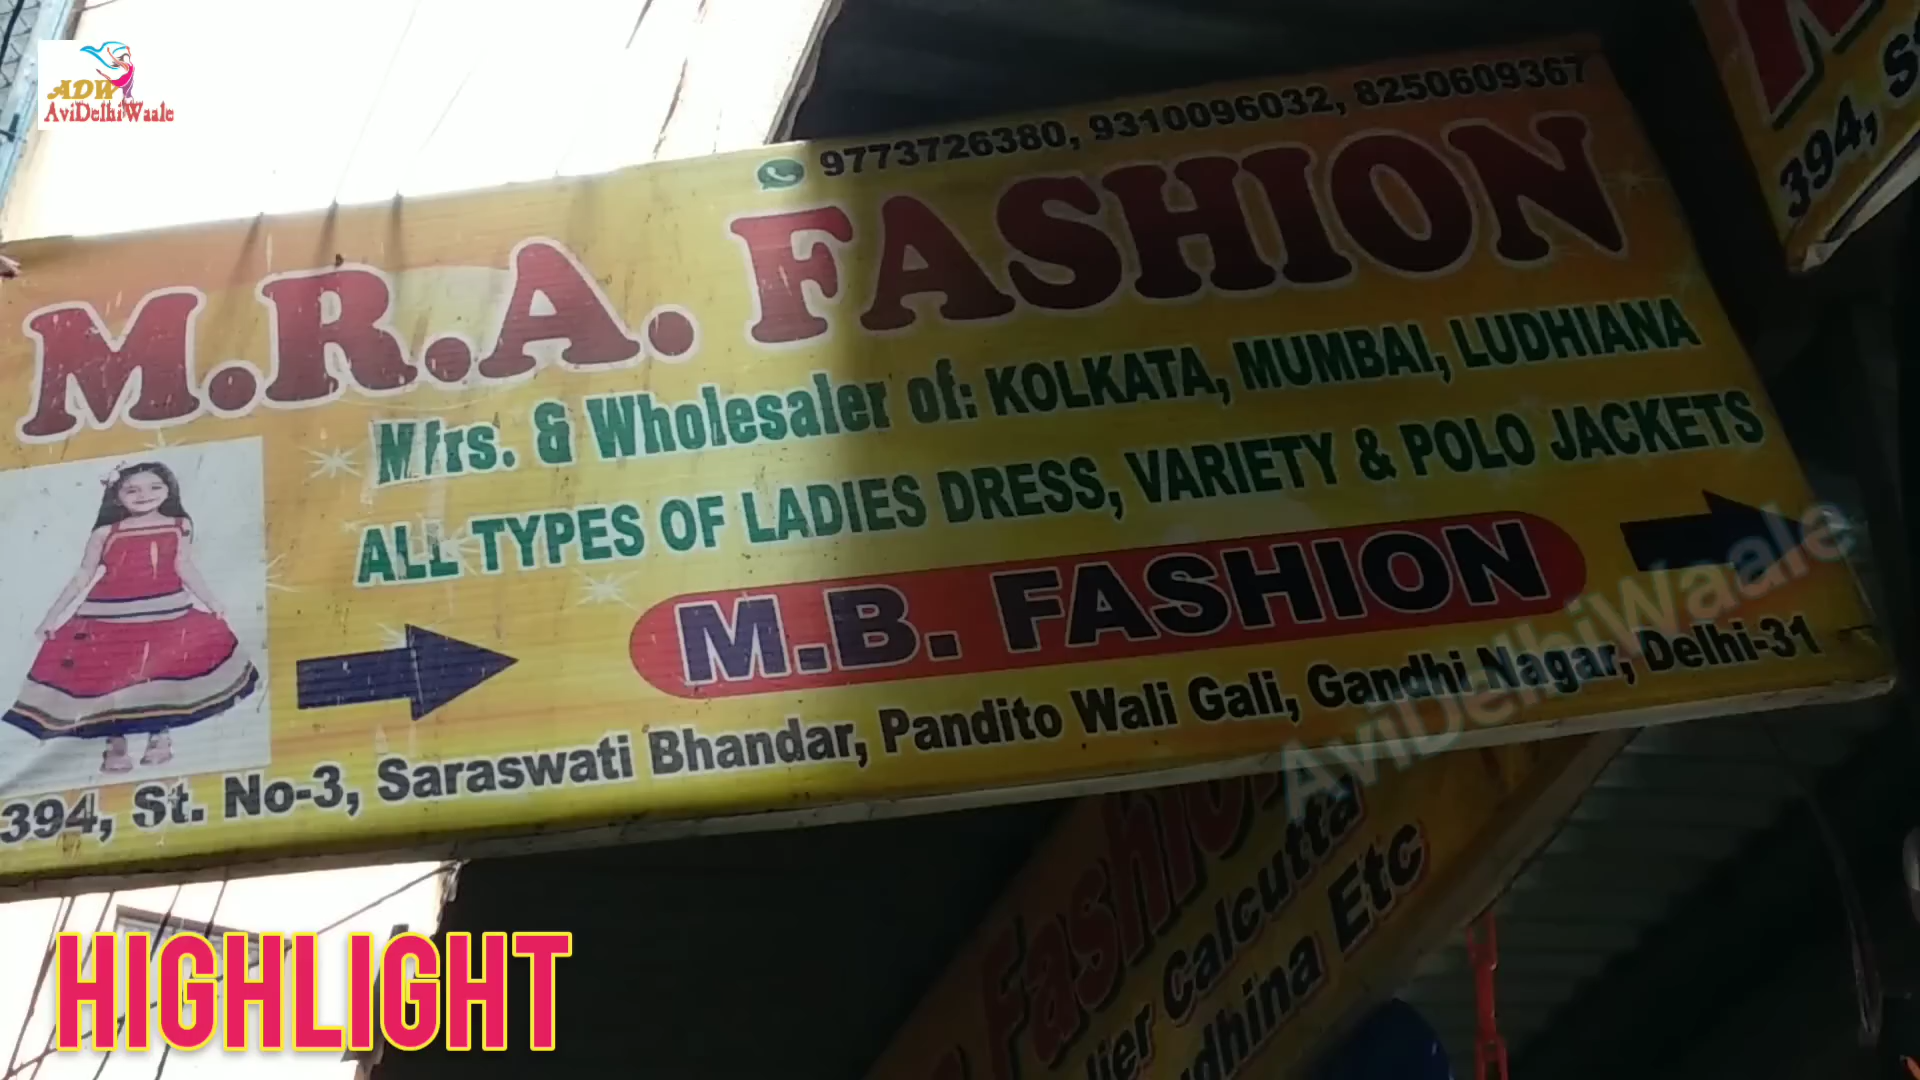 ADW
AviDelhiWaale
9773726380, 9310096032, 8250609367
M.R.A. FASHION
Mfrs. & Wholesaler of: KOLKATA, MUMBAI, LUDHIANA
ALL TYPES OF LADIES DRESS, VARIETY & POLO JACKETS
M.B. FASHION
394, St. No-3, Saraswati Bhandar, Pandito Wali Gali, Gandhi Nagar, Delhi-31
AviDelhiWaale
394,
Fashion
Calcutta
Etc
HIGHLIGHT